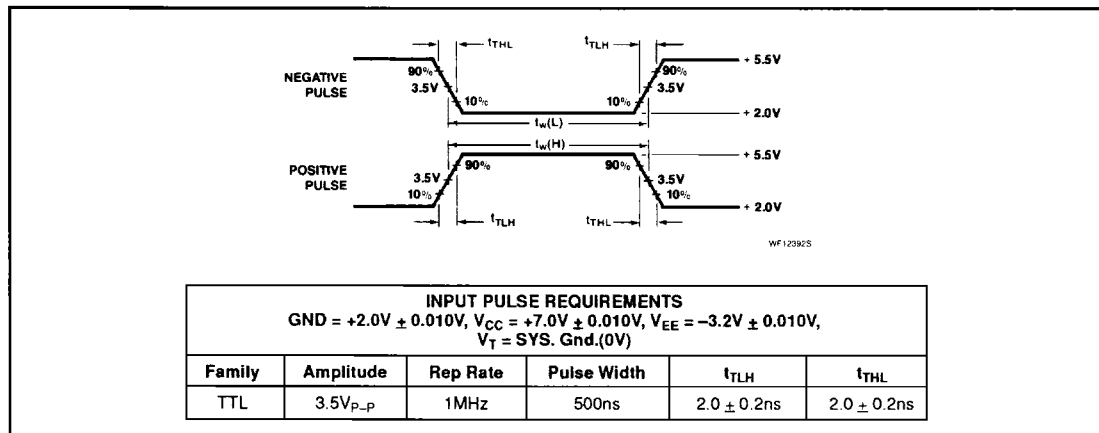 t_THL t_TLH
+ 5.5V
NEGATIVE PULSE
90% 90%
3.5V 3.5V
10% 10%
+ 2.0V
t_w(L)
t_w(H)
+ 5.5V
POSITIVE PULSE
90% 90%
3.5V 3.5V
10% 10%
+ 2.0V
t_TLH t_THL
WF12392S
INPUT PULSE REQUIREMENTS
GND = +2.0V ± 0.010V, V_CC = +7.0V ± 0.010V, V_EE = –3.2V ± 0.010V,
V_T = SYS. Gnd.(0V)
Family Amplitude Rep Rate Pulse Width t_TLH t_THL
TTL 3.5V_P–P 1MHz 500ns 2.0 ± 0.2ns 2.0 ± 0.2ns